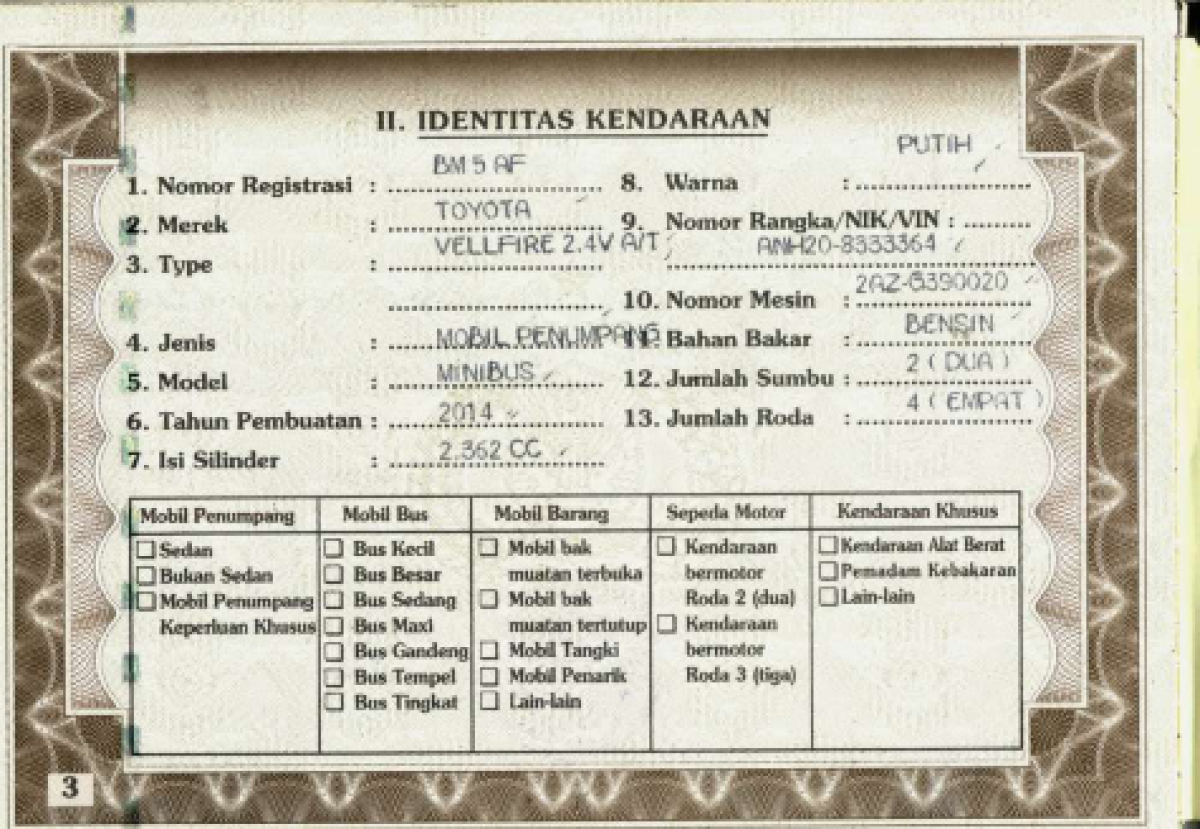 II. IDENTITAS KENDARAAN
1. Nomor Registrasi : BM 5 AF
2. Merek : TOYOTA
3. Type : VELLFIRE 2.4V A/T
4. Jenis : MOBIL PENUMPANG
5. Model : MINIBUS
6. Tahun Pembuatan : 2014
7. Isi Silinder : 2.362 CC
8. Warna : PUTIH
9. Nomor Rangka/NIK/VIN :
ANH20-8333364
10. Nomor Mesin : 2AZ-8390020
11. Bahan Bakar : BENSIN
12. Jumlah Sumbu : 2 ( DUA )
13. Jumlah Roda : 4 ( EMPAT )
Mobil Penumpang
☐ Sedan
☐ Bukan Sedan
☐ Mobil Penumpang
Keperluan Khusus
Mobil Bus
☐ Bus Kecil
☐ Bus Besar
☐ Bus Sedang
☐ Bus Maxi
☐ Bus Gandeng
☐ Bus Tempel
☐ Bus Tingkat
Mobil Barang
☐ Mobil bak
muatan terbuka
☐ Mobil bak
muatan tertutup
☐ Mobil Tangki
☐ Mobil Penarik
☐ Lain-lain
Sepeda Motor
☐ Kendaraan
bermotor
Roda 2 (dua)
☐ Kendaraan
bermotor
Roda 3 (tiga)
Kendaraan Khusus
☐ Kendaraan Alat Berat
☐ Pemadam Kebakaran
☐ Lain-lain
3